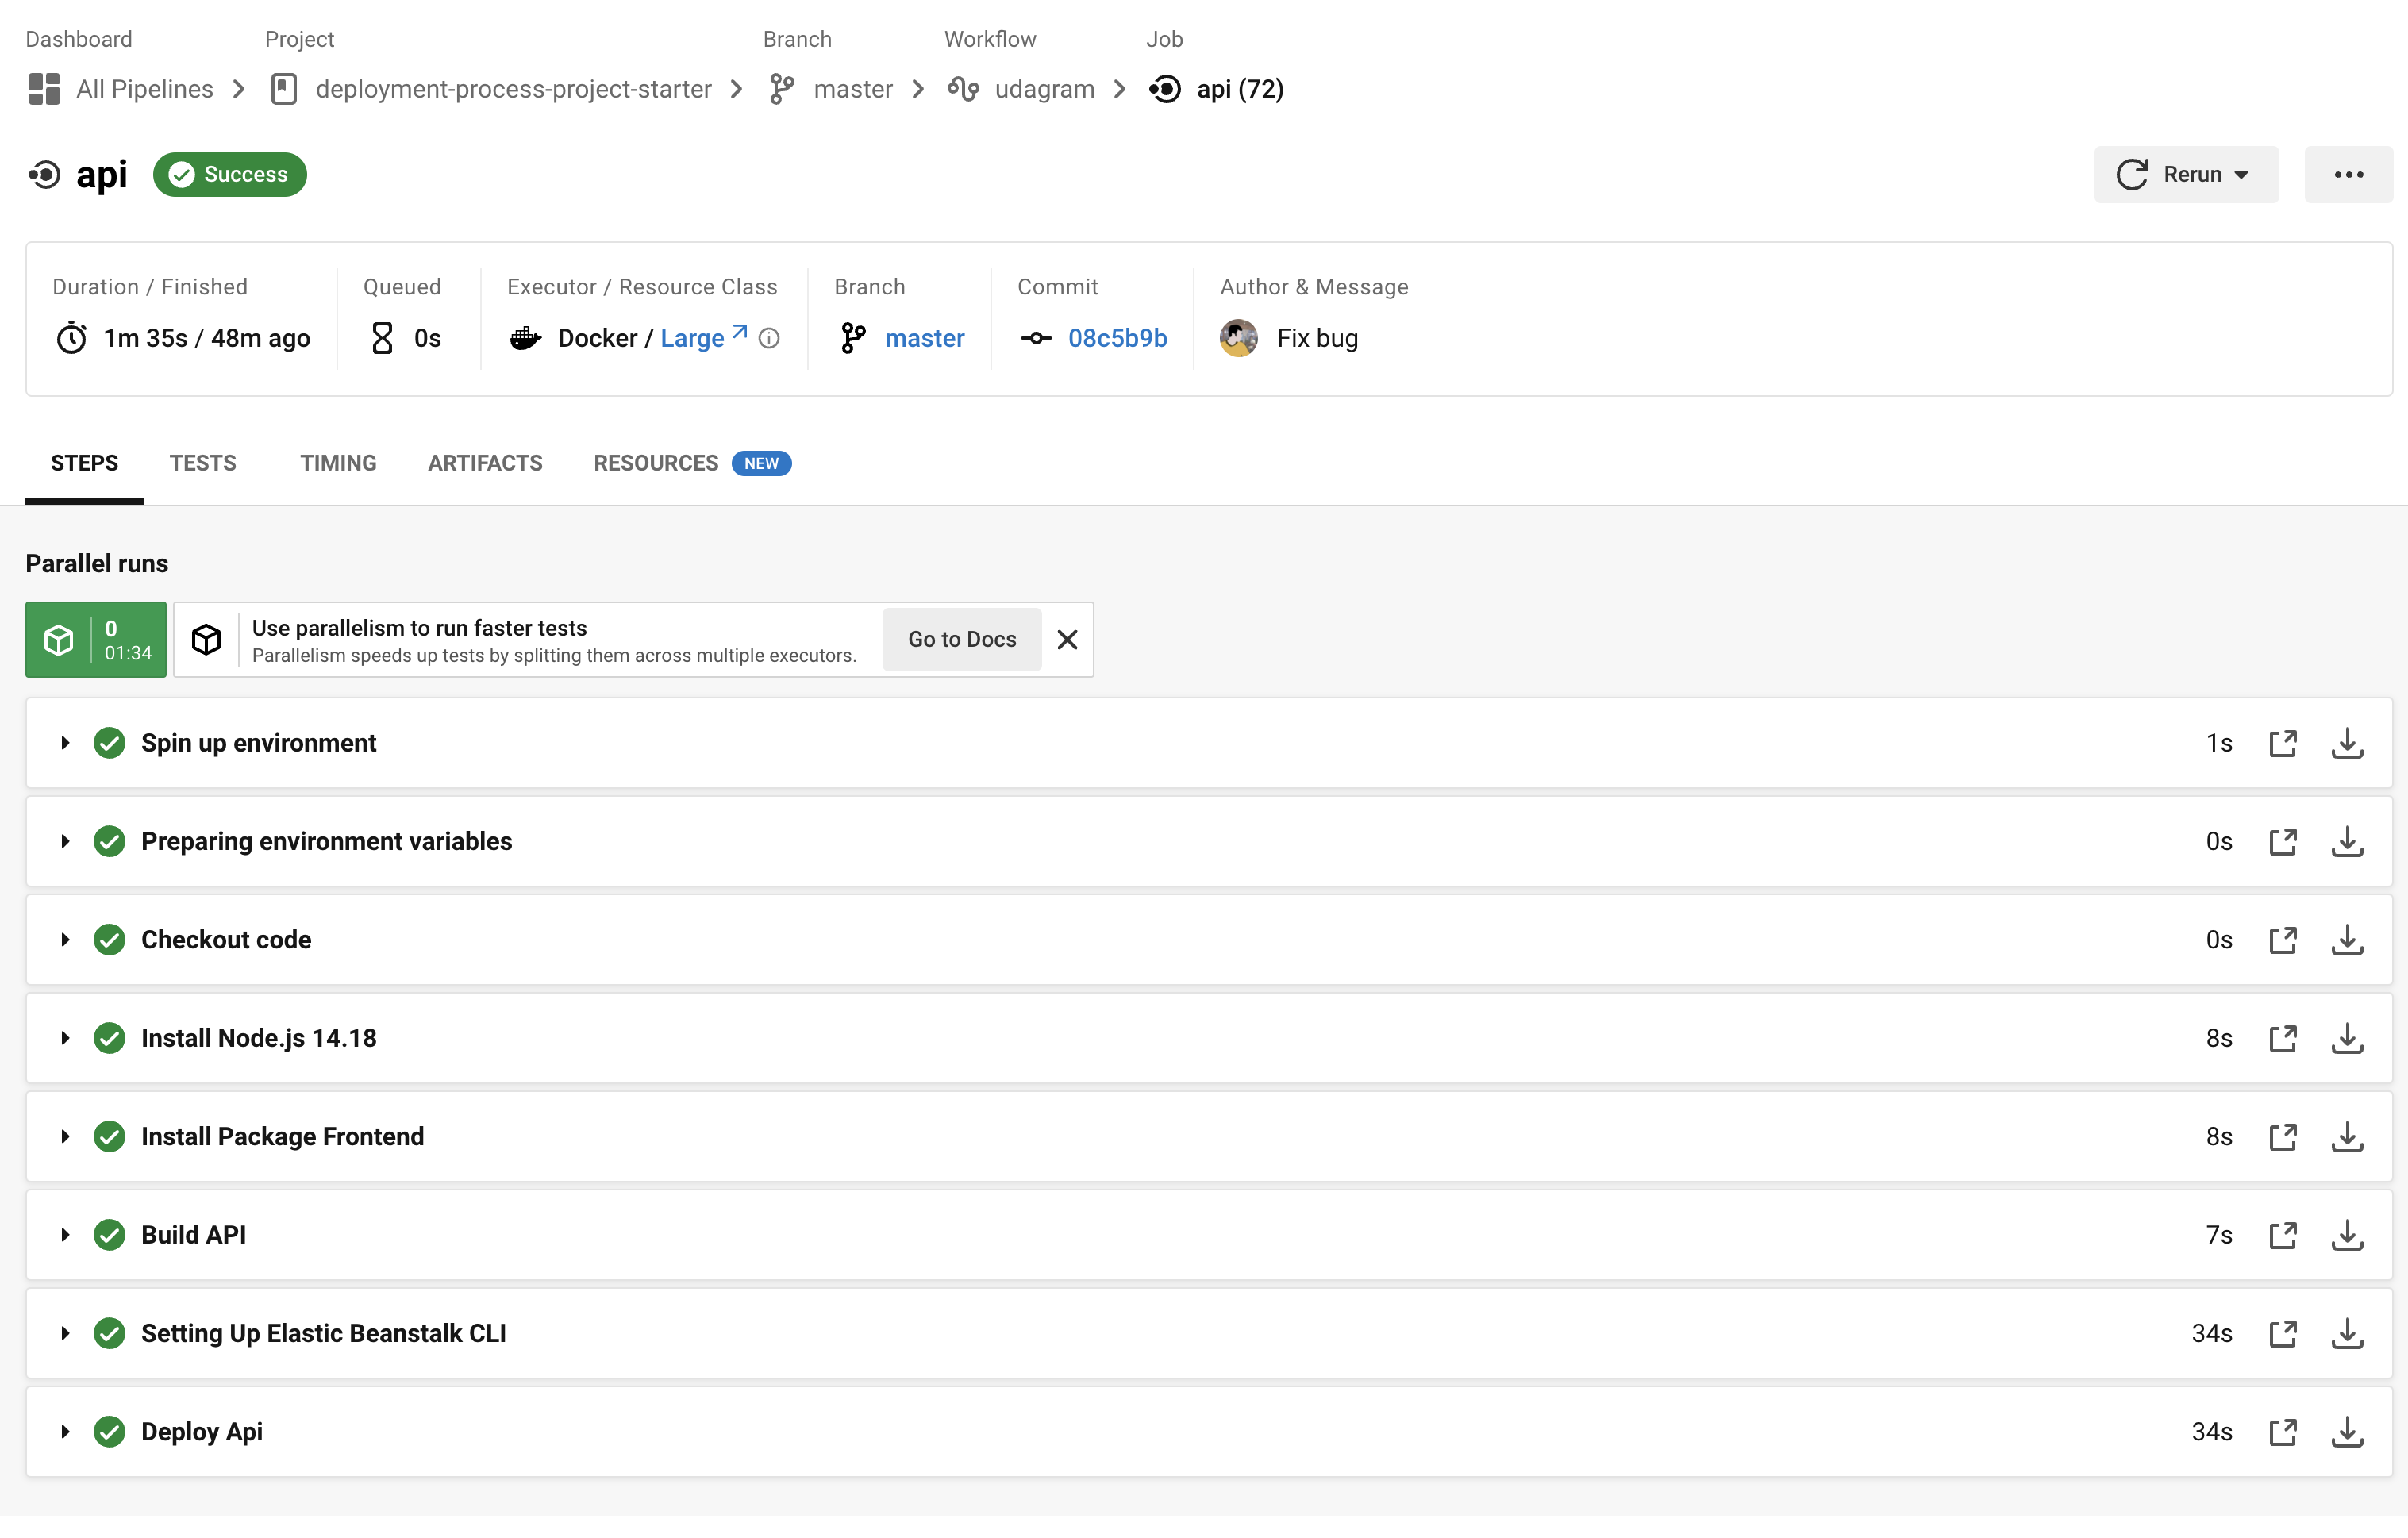 Dashboard Project Branch Workflow Job
All Pipelines deployment-process-project-starter master udagram api (72)
api Success Rerun
Duration / Finished Queued Executor / Resource Class Branch Commit Author & Message
1m 35s / 48m ago 0s Docker / Large master 08c5b9b Fix bug
STEPS TESTS TIMING ARTIFACTS RESOURCES NEW
Parallel runs
0
01:34
Use parallelism to run faster tests
Parallelism speeds up tests by splitting them across multiple executors.
Go to Docs
Spin up environment 1s
Preparing environment variables 0s
Checkout code 0s
Install Node.js 14.18 8s
Install Package Frontend 8s
Build API 7s
Setting Up Elastic Beanstalk CLI 34s
Deploy Api 34s